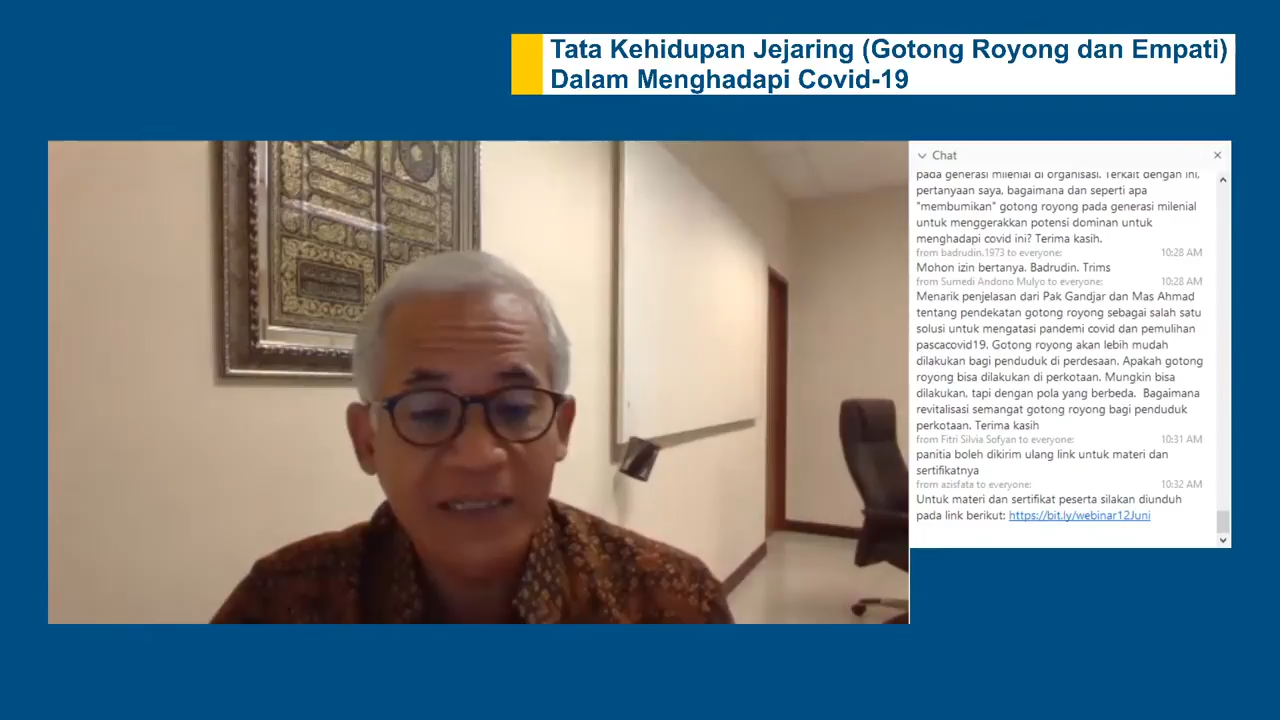 Tata Kehidupan Jejaring (Gotong Royong dan Empati)
Dalam Menghadapi Covid-19
Chat
pada generasi milenial di organisasi. Terkait dengan ini,
pertanyaan saya, bagaimana dan seperti apa
"membumikan" gotong royong pada generasi milenial
untuk menggerakkan potensi dominan untuk
menghadapi covid ini? Terima kasih.
from badrudin.1973 to everyone: 10:28 AM
Mohon izin bertanya. Badrudin. Trims
from Sumedi Andono Mulyo to everyone: 10:28 AM
Menarik penjelasan dari Pak Gandjar dan Mas Ahmad
tentang pendekatan gotong royong sebagai salah satu
solusi untuk mengatasi pandemi covid dan pemulihan
pascacovid19. Gotong royong akan lebih mudah
dilakukan bagi penduduk di perdesaan. Apakah gotong
royong bisa dilakukan di perkotaan. Mungkin bisa
dilakukan, tapi dengan pola yang berbeda. Bagaimana
revitalisasi semangat gotong royong bagi penduduk
perkotaan. Terima kasih
from Fitri Silvia Sofyan to everyone: 10:31 AM
panitia boleh dikirim ulang link untuk materi dan
sertifikatnya
from azisfata to everyone: 10:32 AM
Untuk materi dan sertifikat peserta silakan diunduh
pada link berikut: https://bit.ly/webinar12Juni